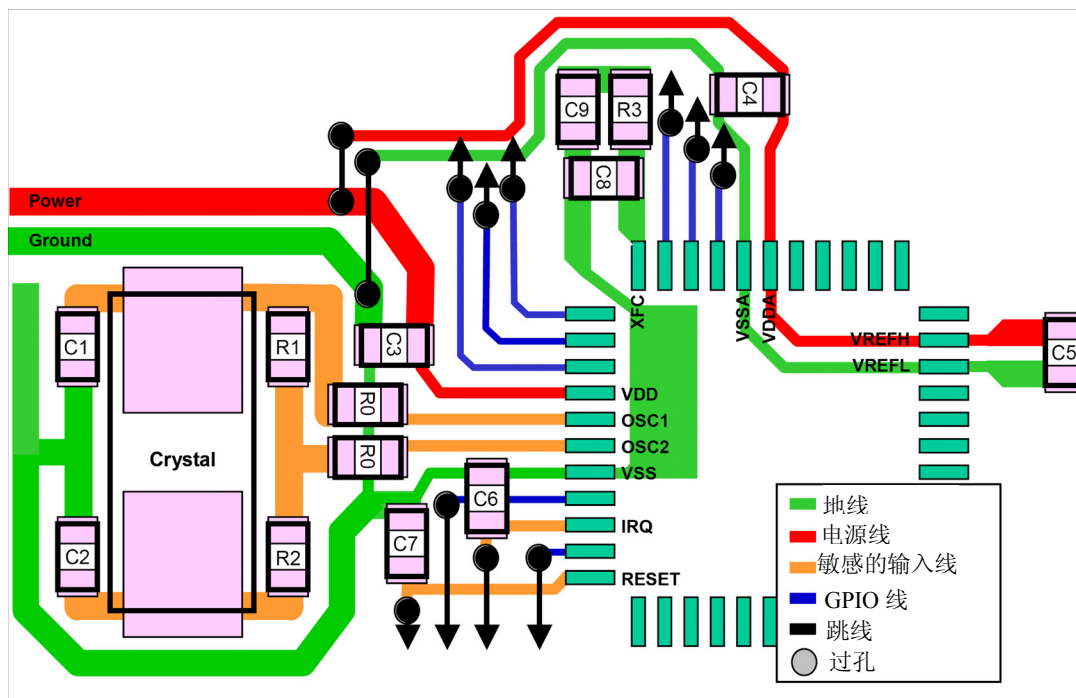 C9
R3
C4
C8
Power
Ground
XFC
VSSA
VDDA
C1
R1
C3
VREFH
VREFL
C5
R0
VDD
OSC1
Crystal
R0
OSC2
VSS
C6
C2
R2
C7
IRQ
RESET
地线
电源线
敏感的输入线
GPIO 线
跳线
过孔